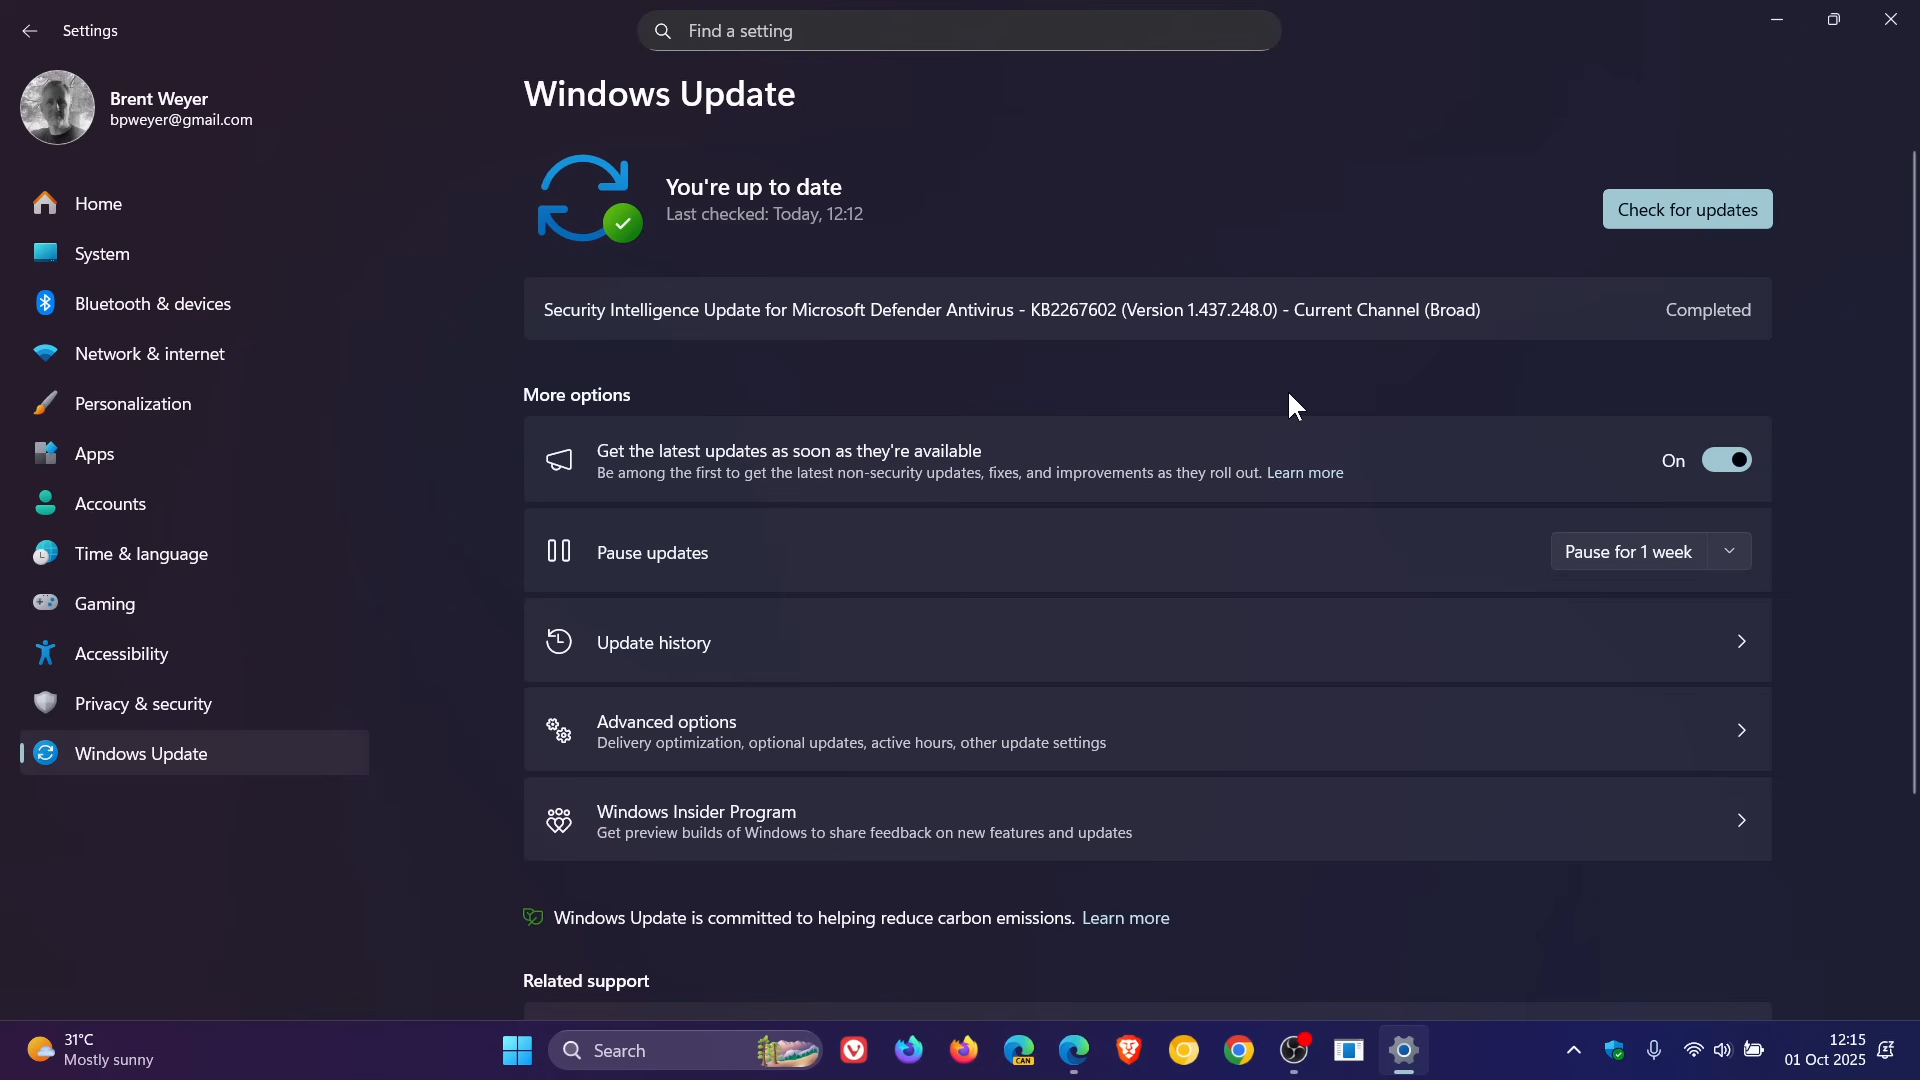 Settings
Find a setting
Brent Weyer
bpweyer@gmail.com
Home
System
Bluetooth & devices
Network & internet
Personalization
Apps
Accounts
Time & language
Gaming
Accessibility
Privacy & security
Windows Update
Windows Update
You're up to date
Last checked: Today, 12:12
Check for updates
Security Intelligence Update for Microsoft Defender Antivirus - KB2267602 (Version 1.437.248.0) - Current Channel (Broad)
Completed
More options
Get the latest updates as soon as they're available
Be among the first to get the latest non-security updates, fixes, and improvements as they roll out. Learn more
On
Pause updates
Pause for 1 week
Update history
Advanced options
Delivery optimization, optional updates, active hours, other update settings
Windows Insider Program
Get preview builds of Windows to share feedback on new features and updates
Windows Update is committed to helping reduce carbon emissions. Learn more
Related support
31°C
Mostly sunny
Search
CAN
12:15
01 Oct 2025